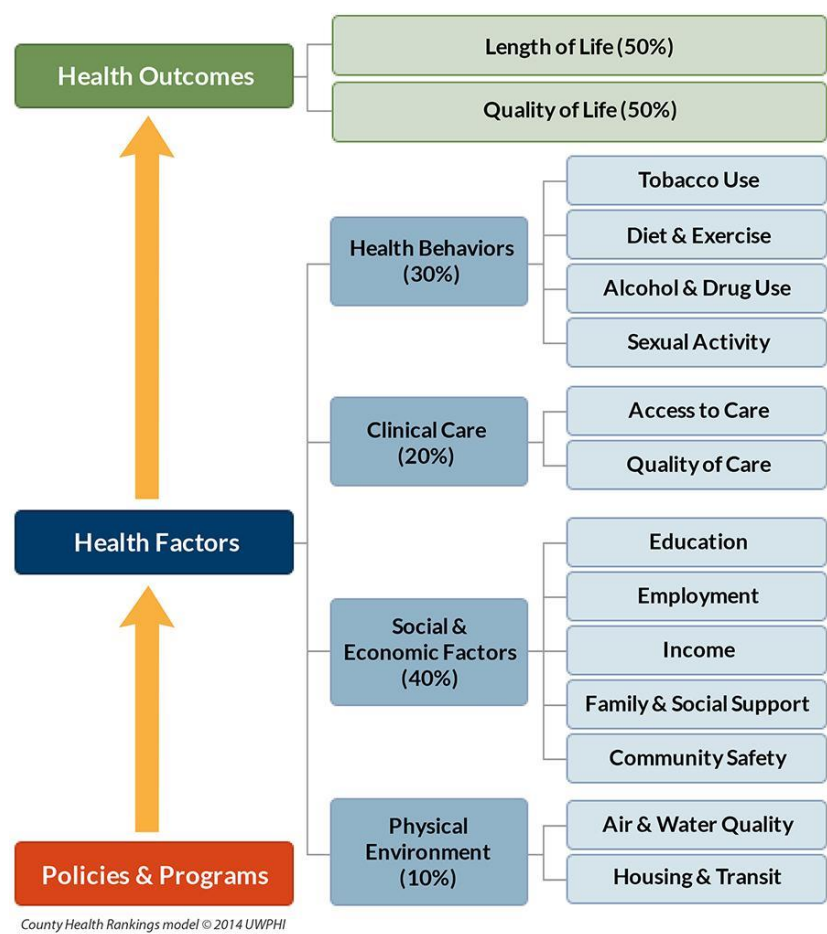 Health Outcomes
Length of Life (50%)
Quality of Life (50%)
Health Factors
Health Behaviors
(30%)
Tobacco Use
Diet & Exercise
Alcohol & Drug Use
Sexual Activity
Clinical Care
(20%)
Access to Care
Quality of Care
Social &
Economic Factors
(40%)
Education
Employment
Income
Family & Social Support
Community Safety
Physical
Environment
(10%)
Air & Water Quality
Housing & Transit
Policies & Programs
County Health Rankings model © 2014 UWPHI